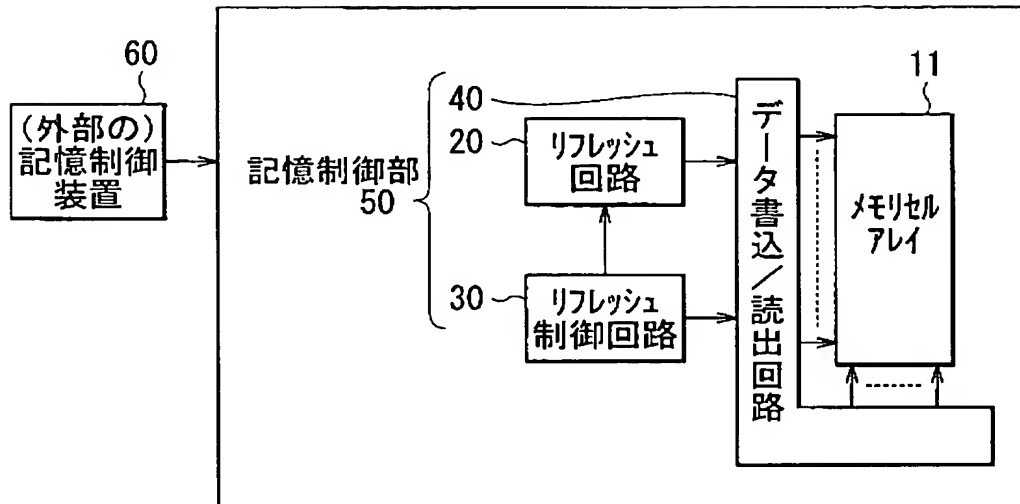 60
(外部の)
記憶制御
装置
記憶制御部
50
40
20
リフレッシュ
回路
30
リフレッシュ
制御回路
データ書込/読出回路
11
メモリセル
アレイ